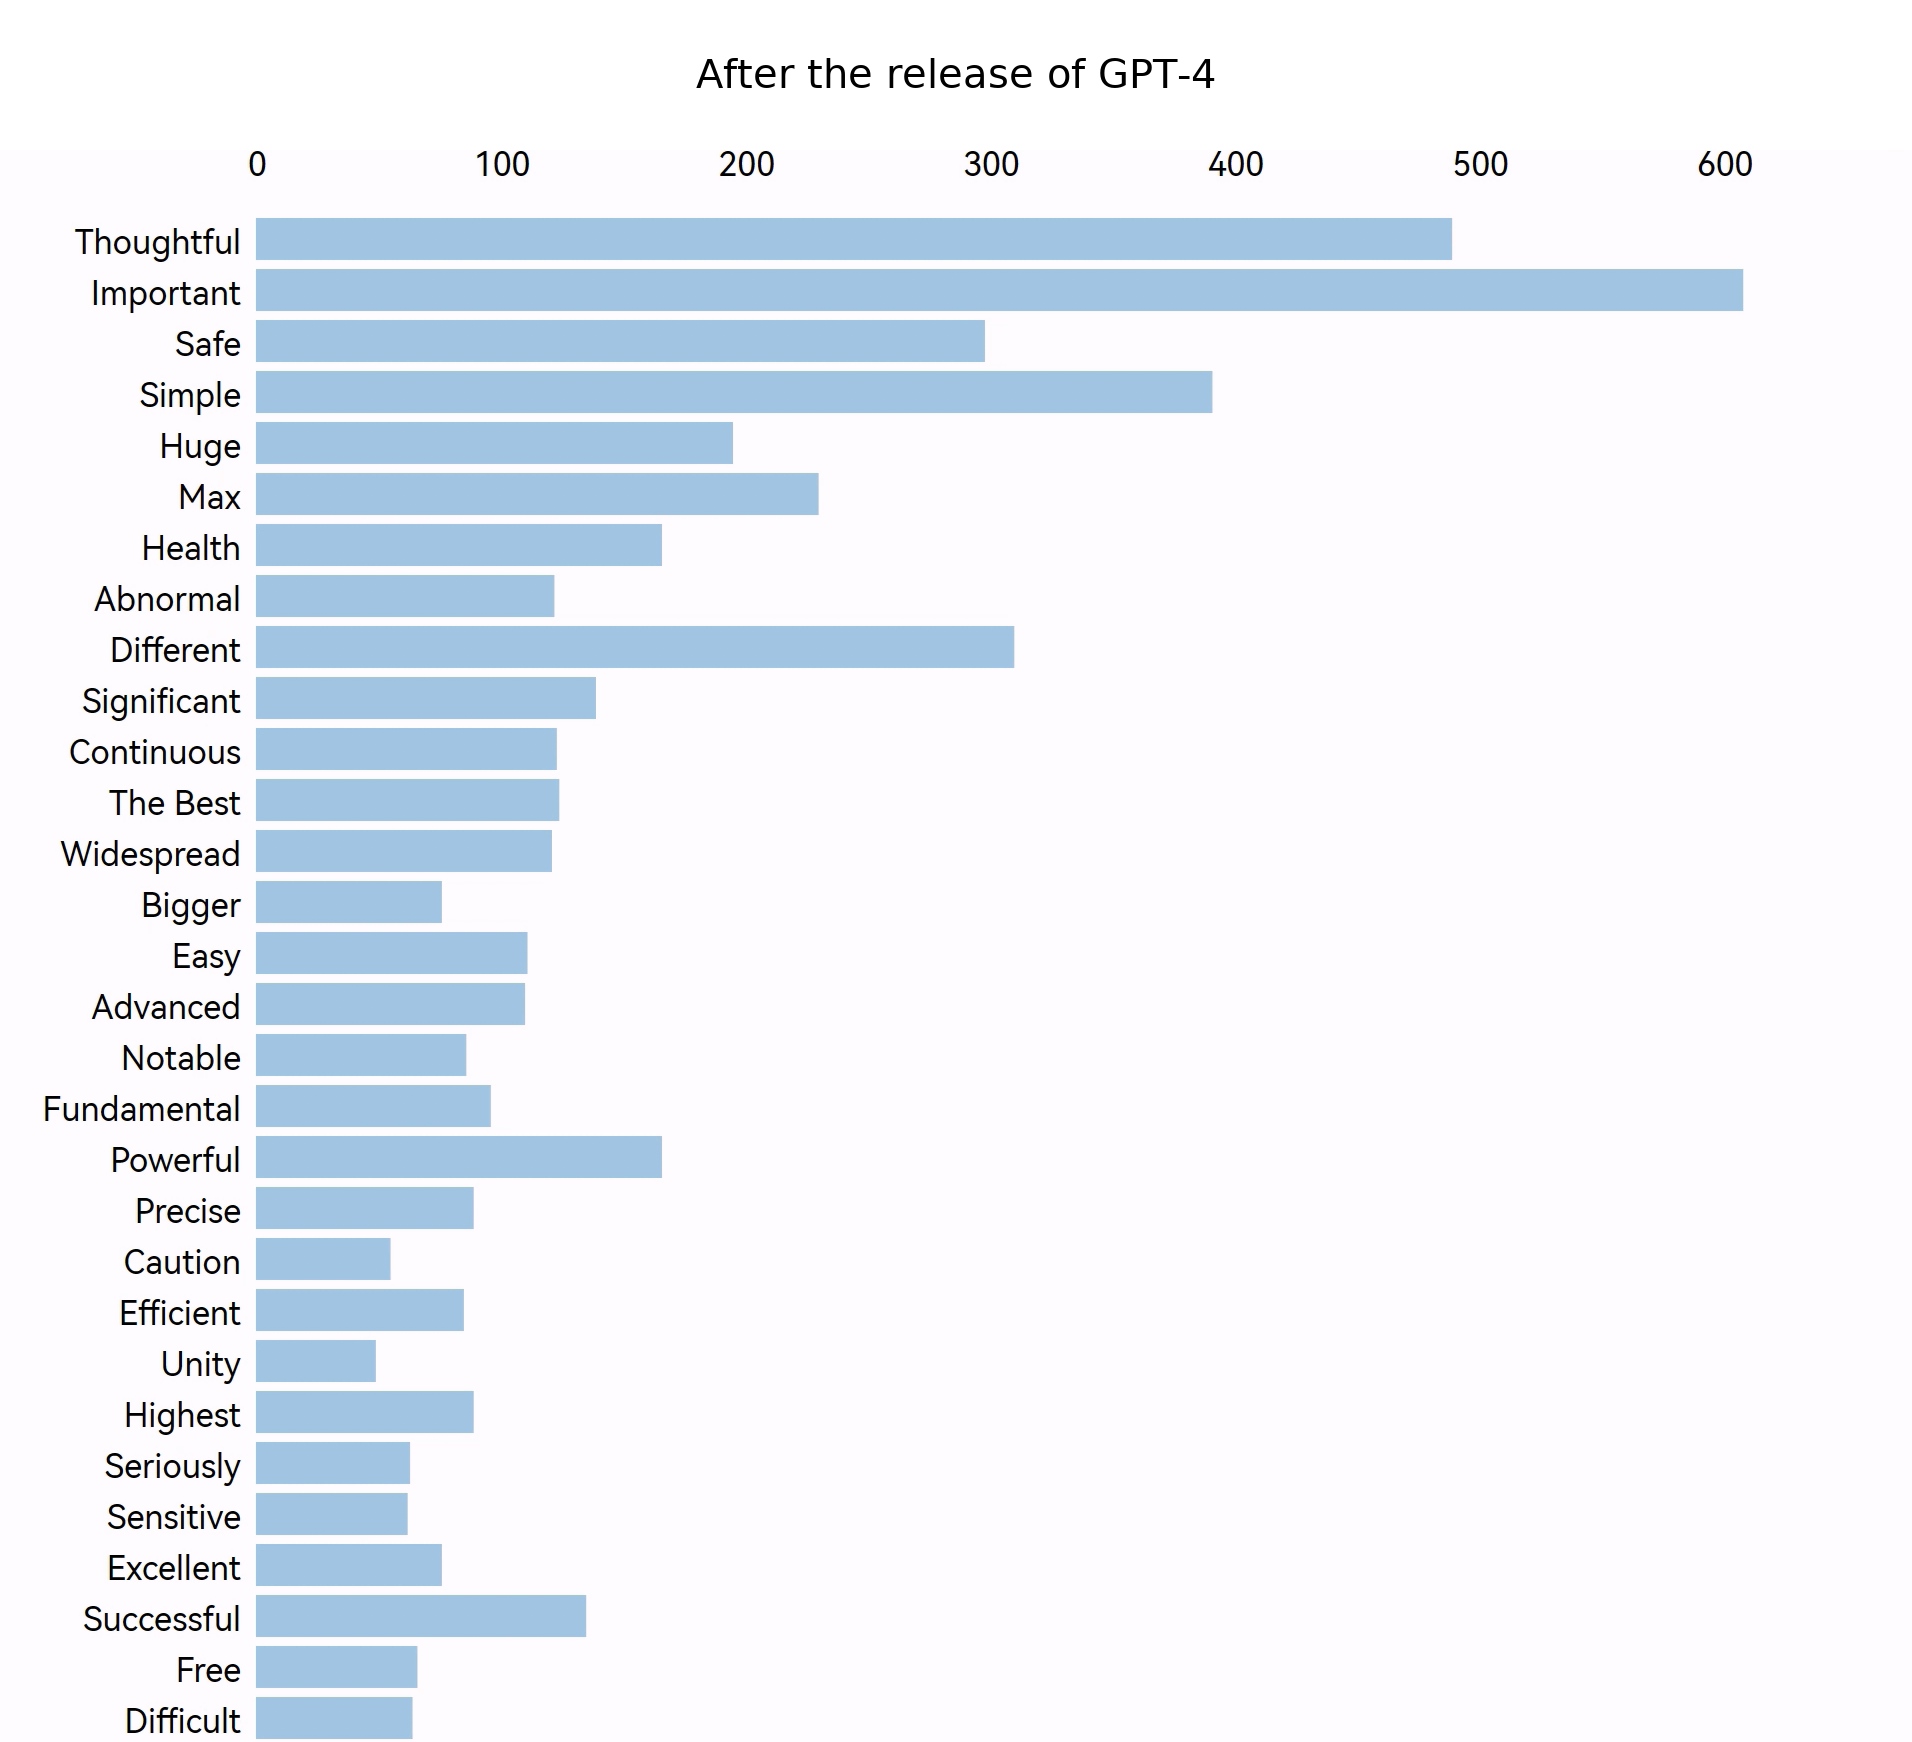 After the release of GPT-4
0 100 200 300 400 500 600
Thoughtful
Important
Safe
Simple
Huge
Max
Health
Abnormal
Different
Significant
Continuous
The Best
Widespread
Bigger
Easy
Advanced
Notable
Fundamental
Powerful
Precise
Caution
Efficient
Unity
Highest
Seriously
Sensitive
Excellent
Successful
Free
Difficult